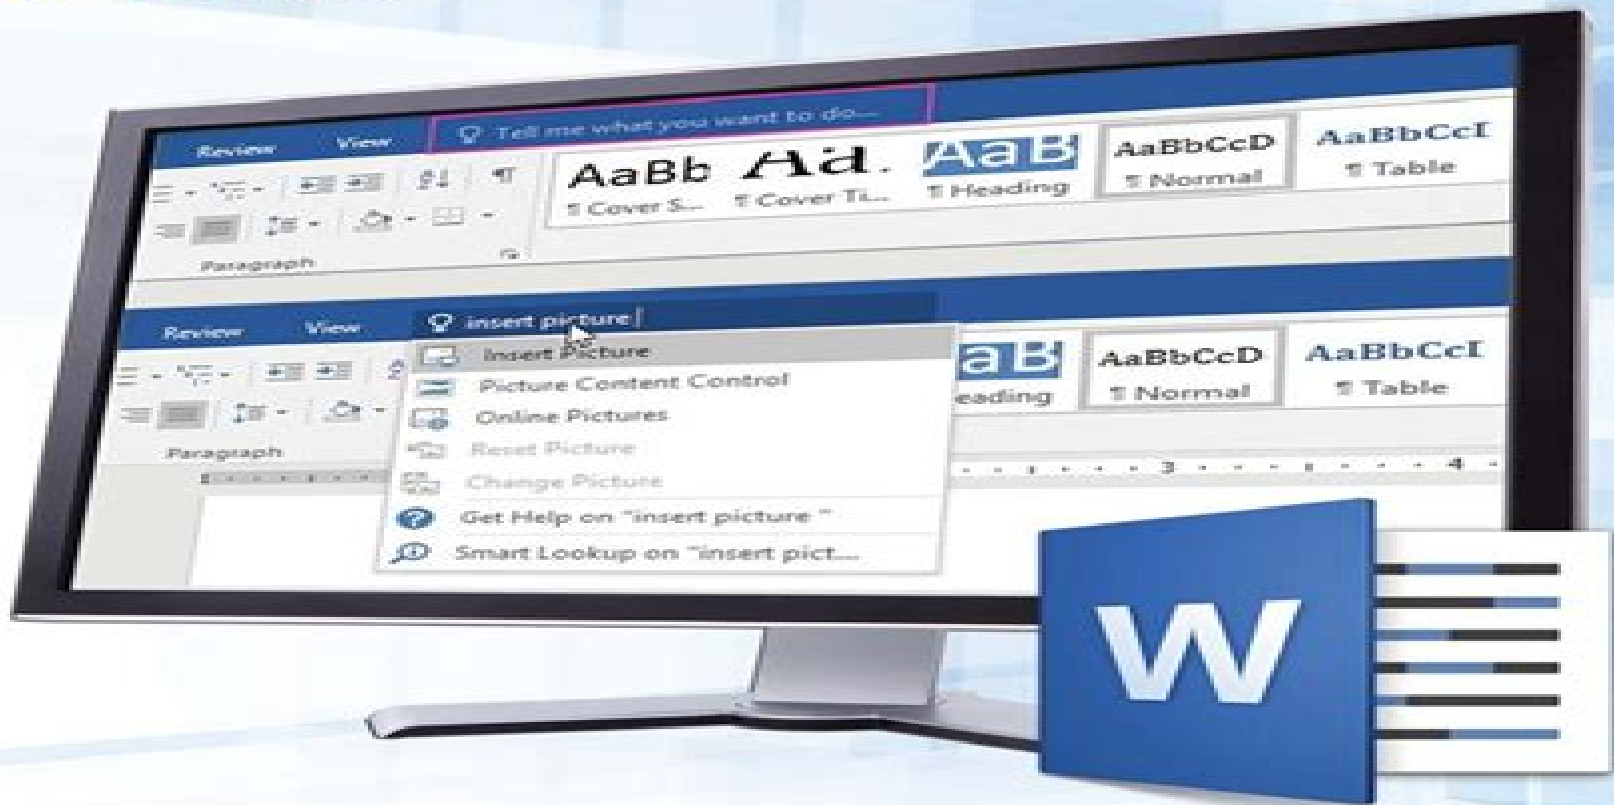 Review View Tell me what you want to do...
AaBb Aa. AaB AaBbCcD AaBbCcI
¶ Cover S... ¶ Cover Ti... ¶ Heading ¶ Normal ¶ Table
Paragraph
Review View insert picture
Insert Picture
aB AaBbCcD AaBbCcI
Picture Content Control
eading ¶ Normal ¶ Table
Online Pictures
Reset Picture
Paragraph
3 4
Change Picture
Get Help on "insert picture "
Smart Lookup on "insert pict...
W